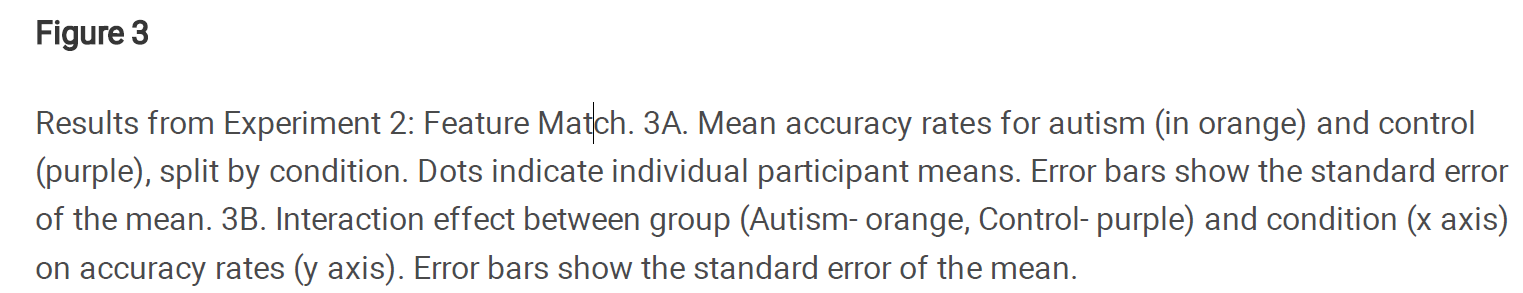 Figure 3
Results from Experiment 2: Feature Match. 3A. Mean accuracy rates for autism (in orange) and control
(purple), split by condition. Dots indicate individual participant means. Error bars show the standard error
of the mean. 3B. Interaction effect between group (Autism- orange, Control- purple) and condition (x axis)
on accuracy rates (y axis). Error bars show the standard error of the mean.